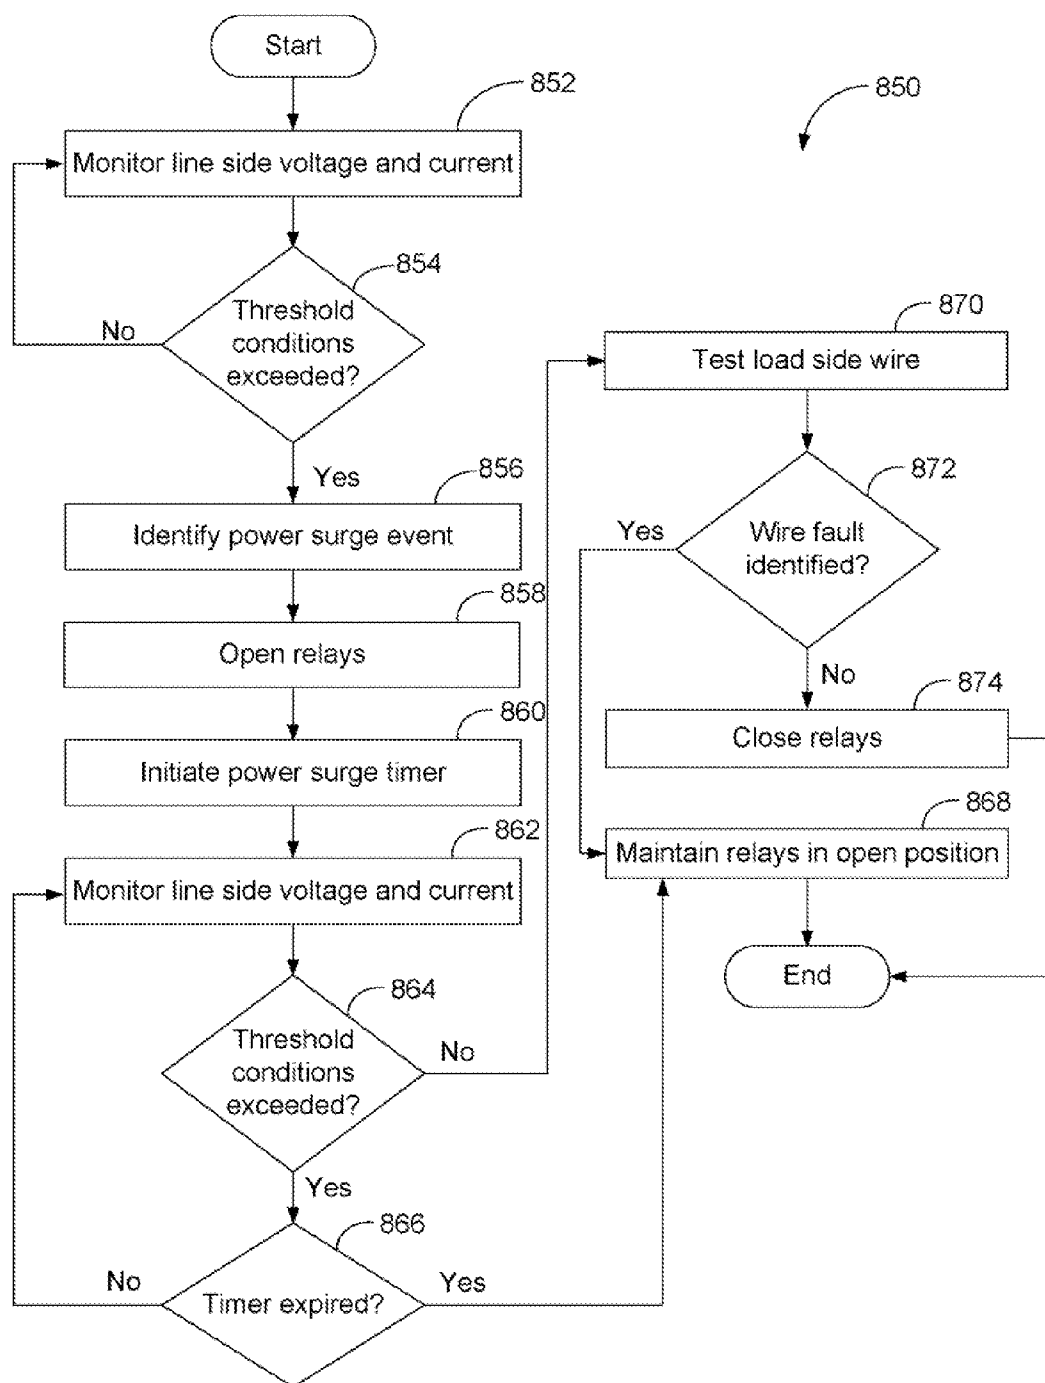 Start
852
850
Monitor line side voltage and current
854
Threshold
conditions
exceeded?
No
Yes
856
Identify power surge event
858
Open relays
860
Initiate power surge timer
862
Monitor line side voltage and current
864
Threshold
conditions
exceeded?
No
Yes
866
Timer expired?
No
Yes
870
Test load side wire
872
Wire fault
identified?
Yes
No
874
Close relays
868
Maintain relays in open position
End